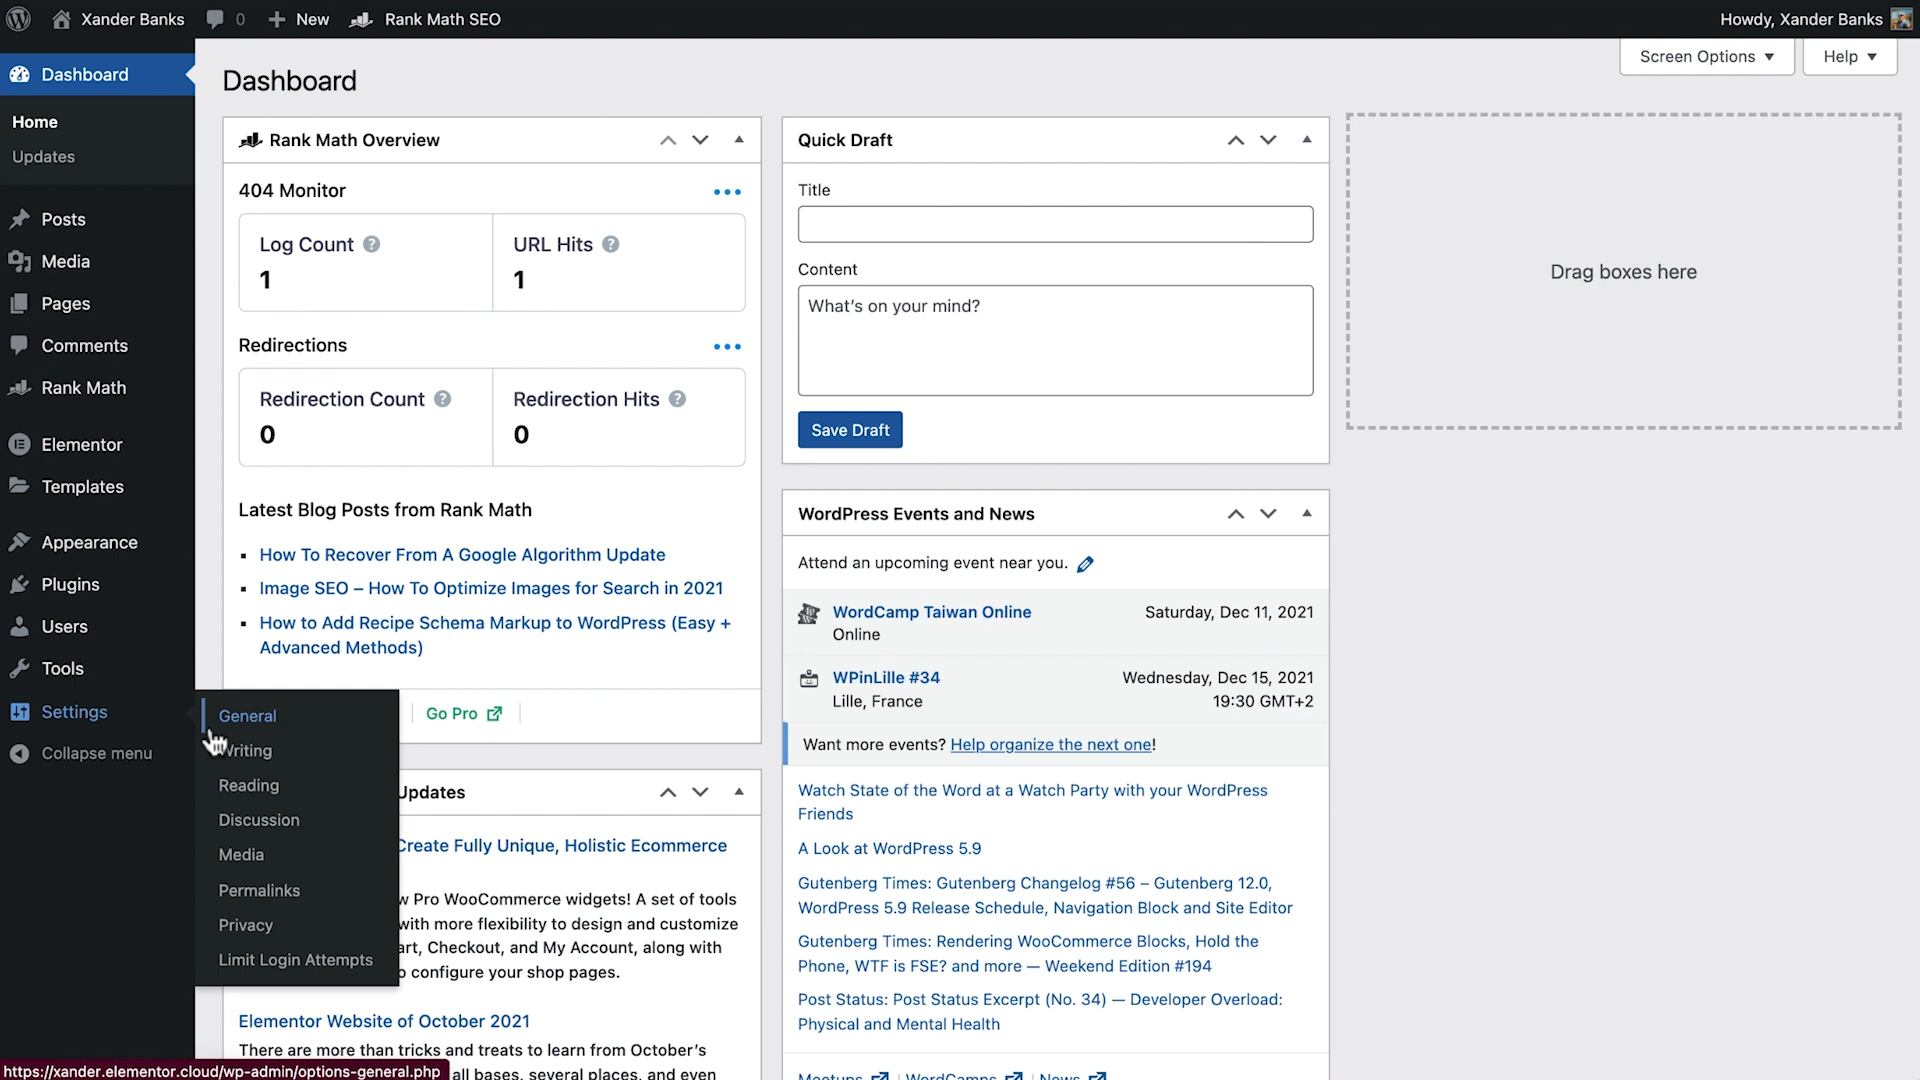 Xander Banks
0
New
Rank Math SEO
Howdy, Xander Banks
Dashboard
Home
Updates
Posts
Media
Pages
Comments
Rank Math
Elementor
Templates
Appearance
Plugins
Users
Tools
Settings
Collapse menu
General
Writing
Reading
Discussion
Media
Permalinks
Privacy
Limit Login Attempts
Screen Options
Help
Dashboard
Rank Math Overview
404 Monitor
Log Count ?
1
URL Hits ?
1
Redirections
Redirection Count ?
0
Redirection Hits ?
0
Latest Blog Posts from Rank Math
How To Recover From A Google Algorithm Update
Image SEO – How To Optimize Images for Search in 2021
How to Add Recipe Schema Markup to WordPress (Easy +
Advanced Methods)
Go Pro
Updates
Create Fully Unique, Holistic Ecommerce
Pro WooCommerce widgets! A set of tools
with more flexibility to design and customize
Checkout, and My Account, along with
configure your shop pages.
Elementor Website of October 2021
There are more than tricks and treats to learn from October's
all bases, several places, and even
Quick Draft
Title
Content
What's on your mind?
Save Draft
WordPress Events and News
Attend an upcoming event near you.
WordCamp Taiwan Online
Online
Saturday, Dec 11, 2021
WPinLille #34
Lille, France
Wednesday, Dec 15, 2021
19:30 GMT+2
Want more events? Help organize the next one!
Watch State of the Word at a Watch Party with your WordPress
Friends
A Look at WordPress 5.9
Gutenberg Times: Gutenberg Changelog #56 – Gutenberg 12.0,
WordPress 5.9 Release Schedule, Navigation Block and Site Editor
Gutenberg Times: Rendering WooCommerce Blocks, Hold the
Phone, WTF is FSE? and more — Weekend Edition #194
Post Status: Post Status Excerpt (No. 34) — Developer Overload:
Physical and Mental Health
Meetups | WordCamps | News
Drag boxes here
https://xander.elementor.cloud/wp-admin/options-general.php